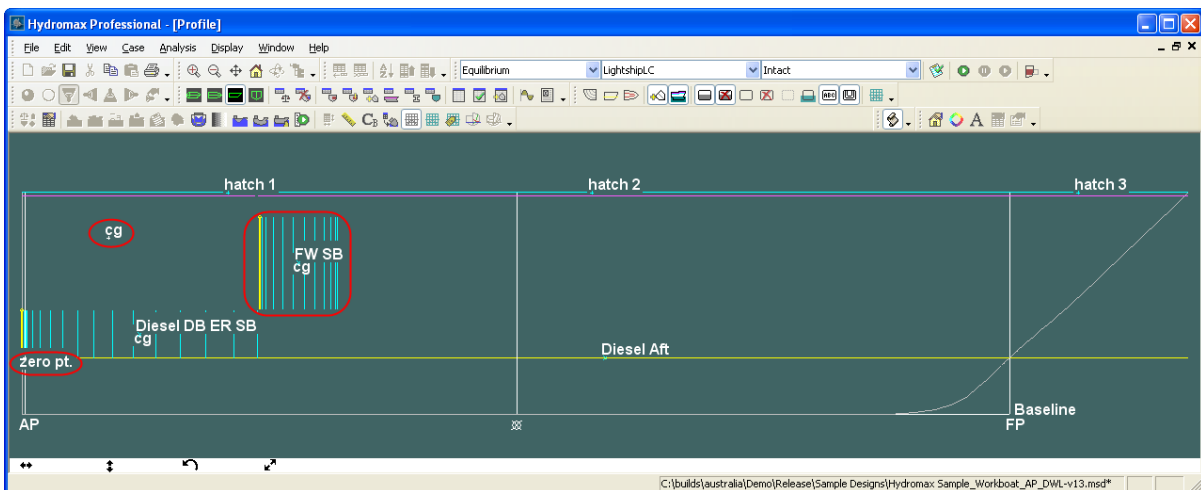 Hydromax Professional - [Profile]
File Edit View Case Analysis Display Window Help
Equilibrium LightshipLC Intact
hatch 1 hatch 2 hatch 3
cg
FW SB
cg
Diesel DB ER SB
cg
Diesel Aft
zero pt.
Baseline
AP FP
C:\builds\australia\Demo\Release\Sample Designs\Hydromax Sample_Workboat_AP_DWL-v13.msd*